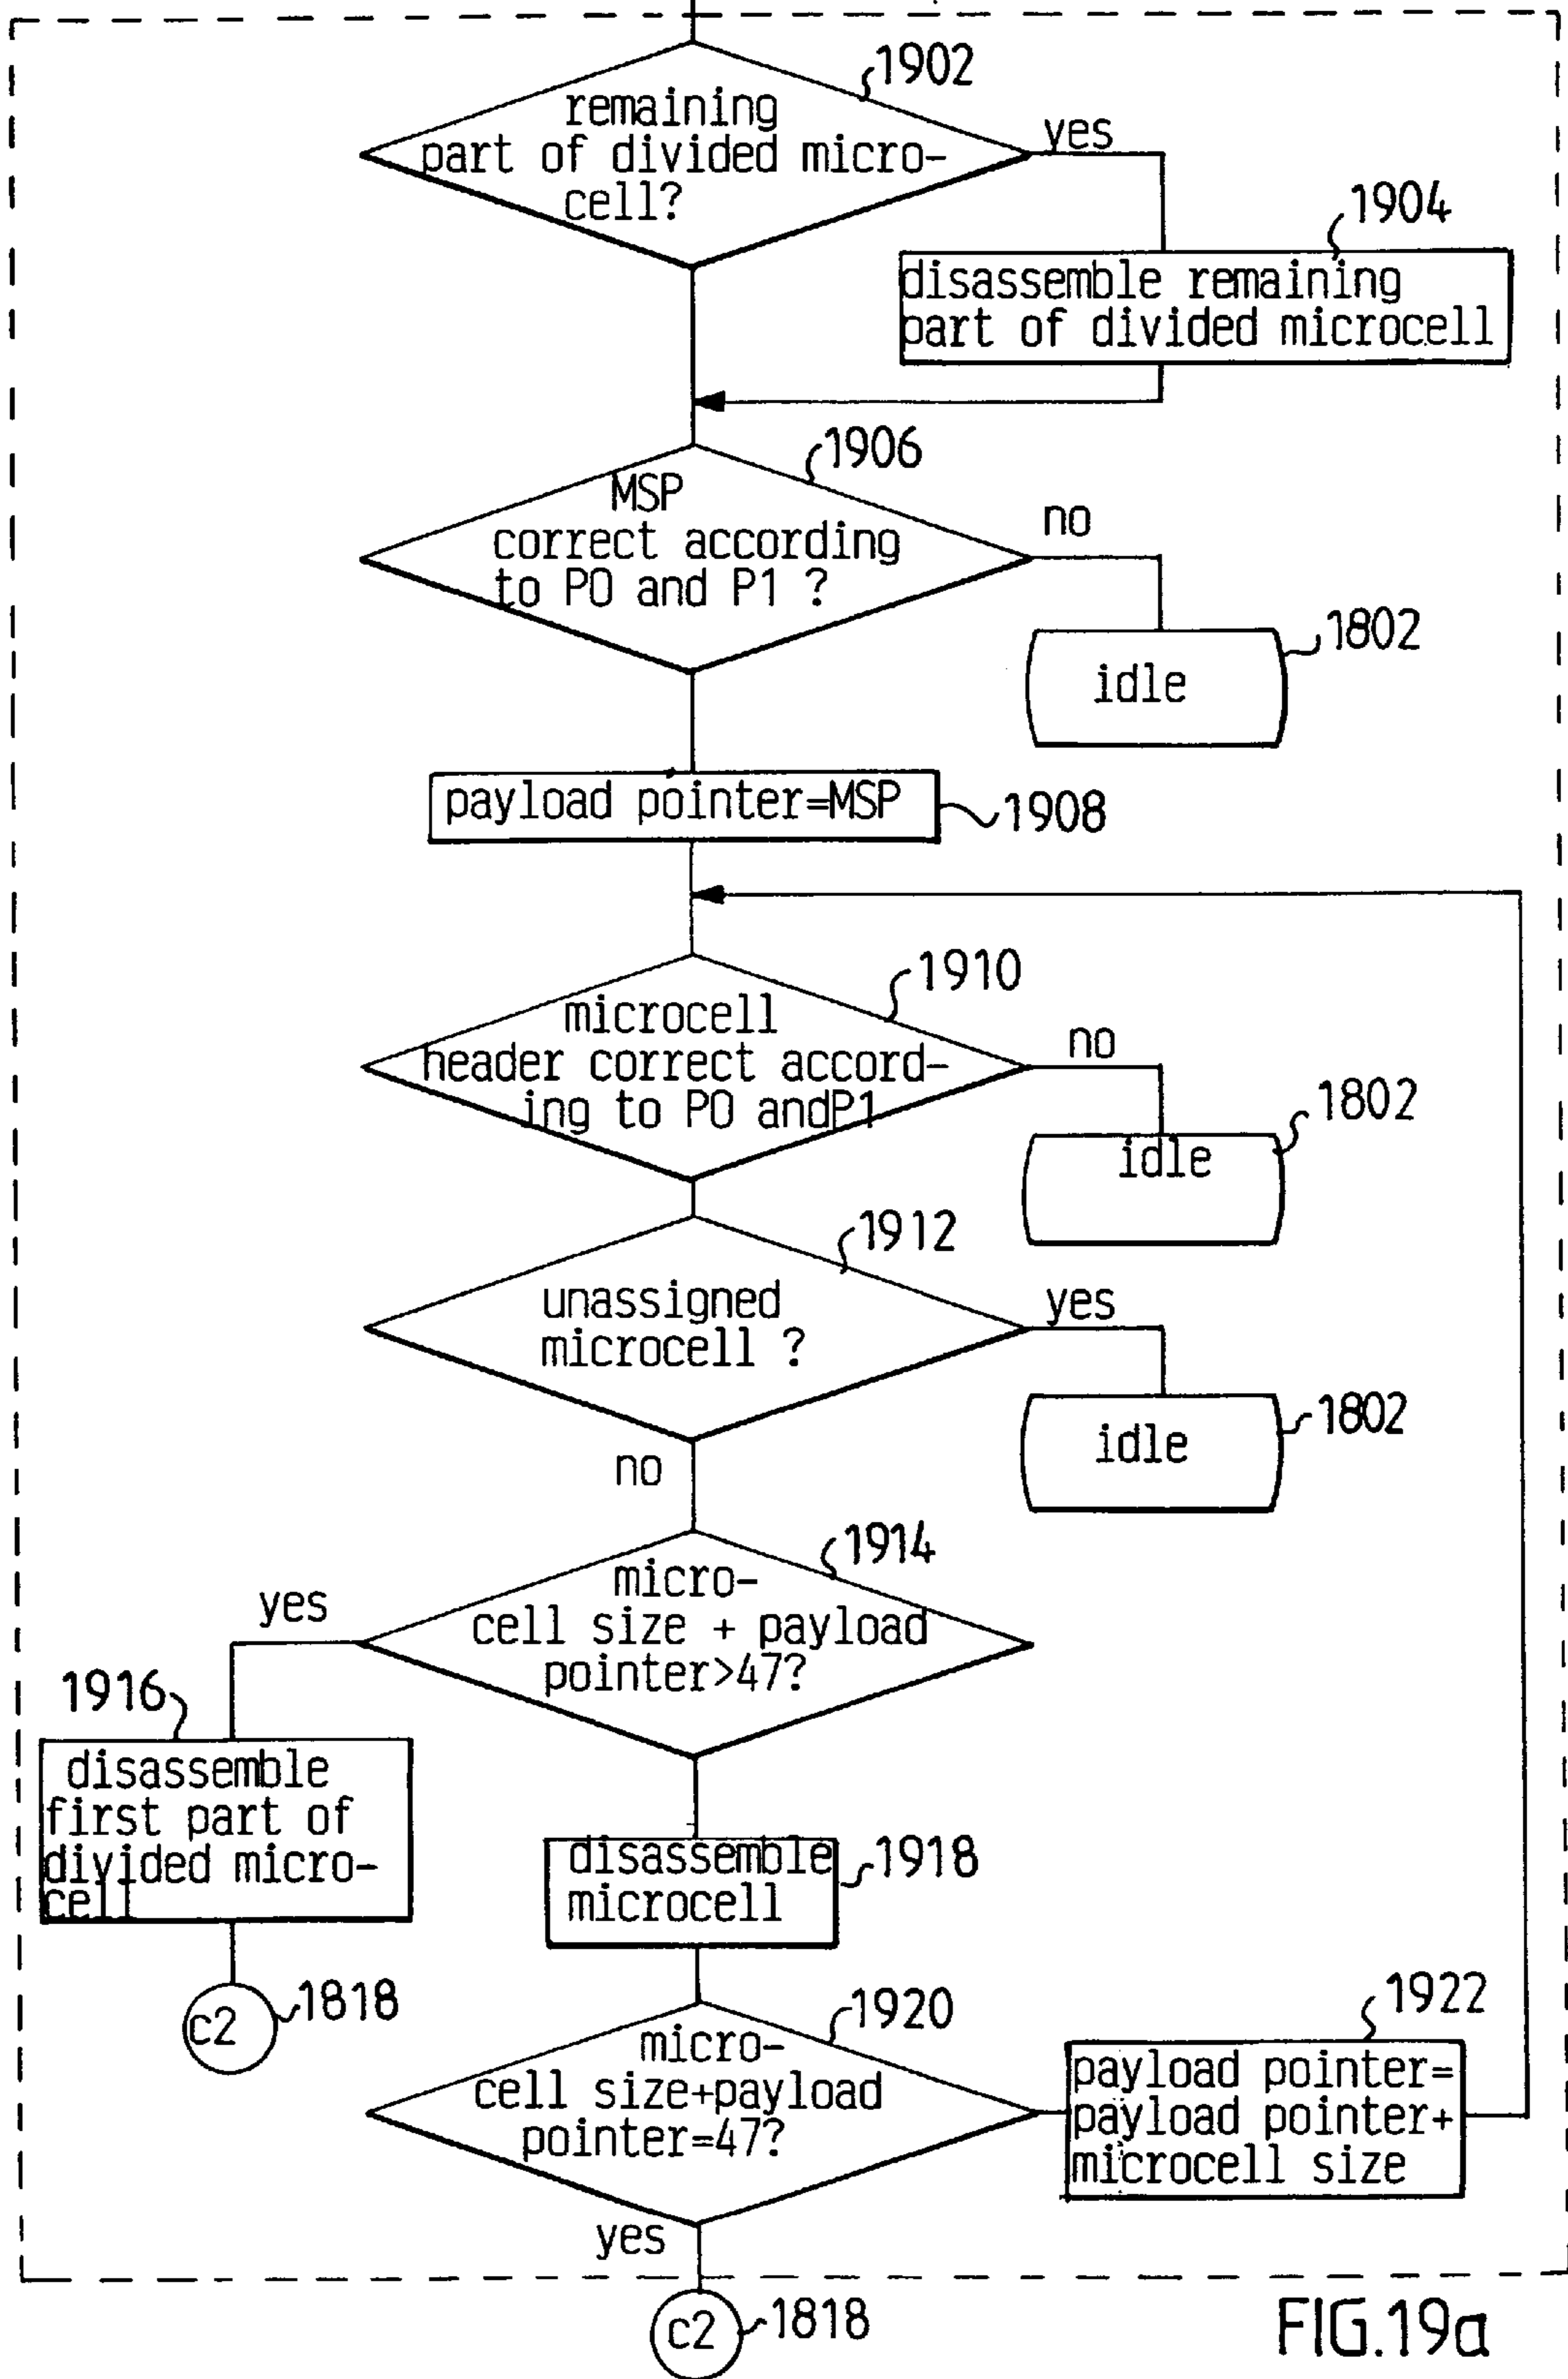 1902
remaining
part of divided micro-
cell?
yes
1904
disassemble remaining
part of divided microcell
1906
MSP
correct according
to P0 and P1 ?
no
1802
idle
payload pointer=MSP
1908
1910
microcell
header correct accord-
ing to P0 andP1
no
1802
idle
1912
unassigned
microcell ?
yes
1802
idle
no
1914
micro-
cell size + payload
pointer>47?
yes
1916
disassemble
first part of
divided micro-
cell
disassemble
microcell
1918
c2
1818
1920
micro-
cell size+payload
pointer=47?
1922
payload pointer=
payload pointer+
microcell size
yes
c2
1818
FIG.19a